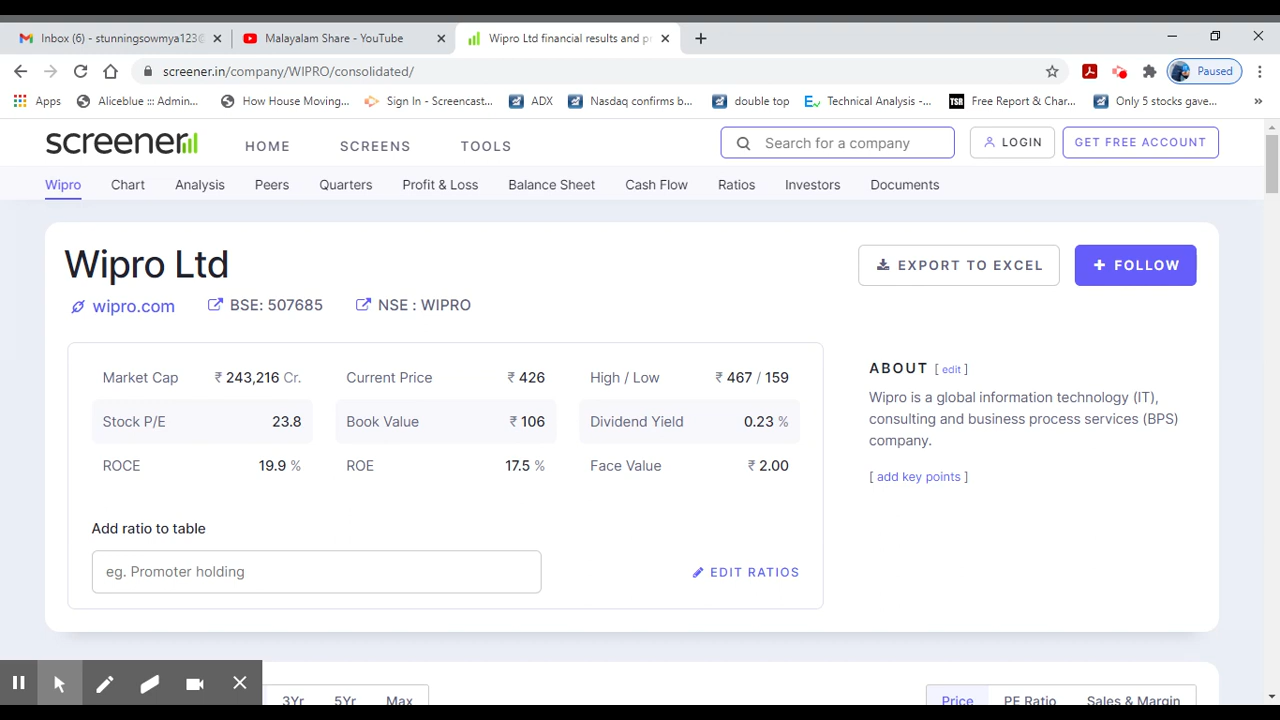 Inbox (6) - stunningsowmya123@
Malayalam Share - YouTube
Wipro Ltd financial results and pr
screener.in/company/WIPRO/consolidated/
Paused
Apps
Aliceblue ::: Admin...
How House Moving...
Sign In - Screencast...
ADX
Nasdaq confirms b...
double top
Technical Analysis -...
TSR
Free Report & Char...
Only 5 stocks gave...
»
screener
HOME
SCREENS
TOOLS
Search for a company
LOGIN
GET FREE ACCOUNT
Wipro
Chart
Analysis
Peers
Quarters
Profit & Loss
Balance Sheet
Cash Flow
Ratios
Investors
Documents
Wipro Ltd
EXPORT TO EXCEL
+ FOLLOW
wipro.com
BSE: 507685
NSE : WIPRO
Market Cap ₹ 243,216 Cr.
Current Price ₹ 426
High / Low ₹ 467 / 159
Stock P/E 23.8
Book Value ₹ 106
Dividend Yield 0.23 %
ROCE 19.9 %
ROE 17.5 %
Face Value ₹ 2.00
Add ratio to table
eg. Promoter holding
EDIT RATIOS
ABOUT [ edit ]
Wipro is a global information technology (IT),
consulting and business process services (BPS)
company.
[ add key points ]
3Yr
5Yr
Max
Price
PE Ratio
Sales & Margin